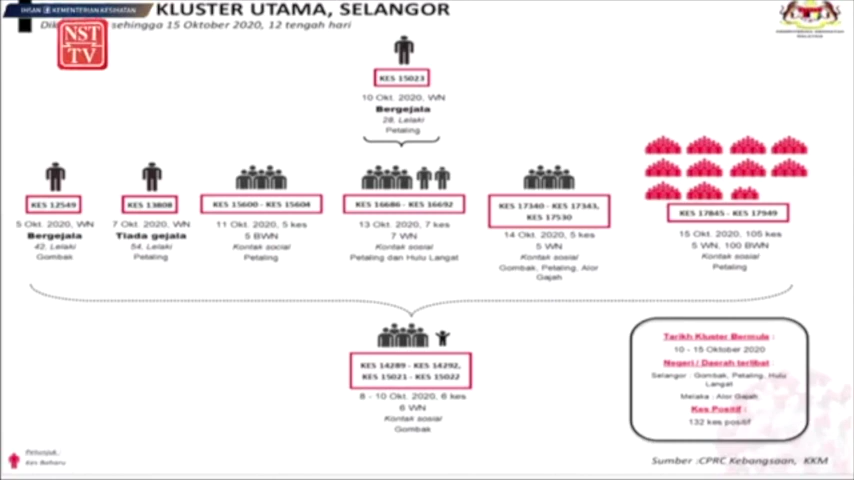 IHSAN KEMENTERIAN KESIHATAN
KLUSTER UTAMA, SELANGOR
sehingga 15 Oktober 2020, 12 tengah hari
NST
TV
KES 15023
10 Okt. 2020, WN
Bergejala
28, Lelaki
Petaling
KES 12549
5 Okt. 2020, WN
Bergejala
42, Lelaki
Gombak
KES 13808
7 Okt. 2020, WN
Tiada gejala
54, Lelaki
Petaling
KES 15600 - KES 15604
11 Okt. 2020, 5 kes
5 BWN
Kontak social
Petaling
KES 16686 - KES 16692
13 Okt. 2020, 7 kes
7 WN
Kontak sosial
Petaling dan Hulu Langat
KES 17340 - KES 17343,
KES 17530
14 Okt. 2020, 5 kes
5 WN
Kontak sosial
Gombak, Petaling, Alor
Gajah
KES 17845 - KES 17949
15 Okt. 2020, 105 kes
5 WN, 100 BWN
Kontak sosial
Petaling
KES 14289 - KES 14292,
KES 15021 - KES 15022
8 - 10 Okt. 2020, 6 kes
6 WN
Kontak sosial
Gombak
Tarikh Kluster Bermula :
10 - 15 Oktober 2020
Negeri / Daerah terlibat :
Selangor : Gombak, Petaling, Hulu
Langat
Melaka : Alor Gajah
Kes Positif :
132 kes positif
Petunjuk :
Kes Baharu
Sumber :CPRC Kebangsaan, KKM